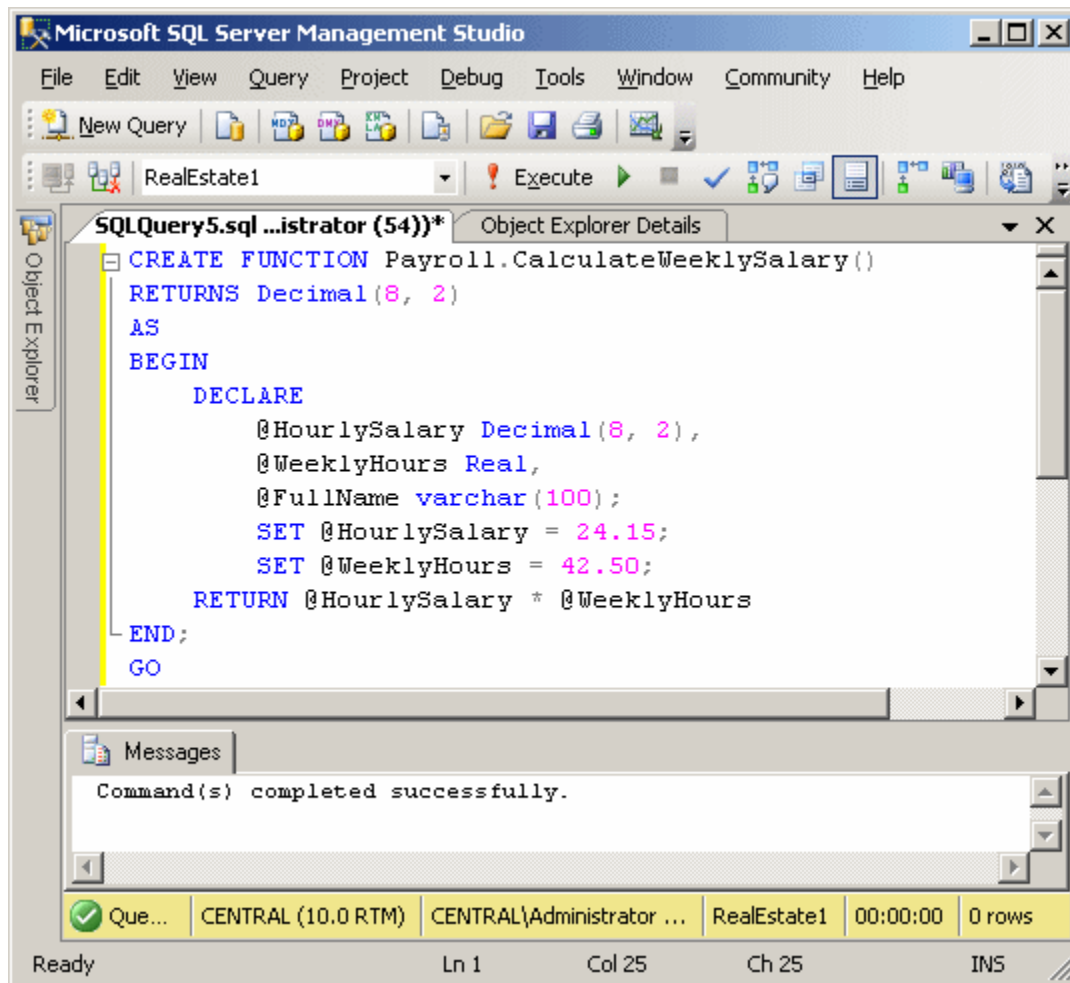 Microsoft SQL Server Management Studio
File Edit View Query Project Debug Tools Window Community Help
New Query
RealEstate1 Execute
SQLQuery5.sql ...istrator (54))* Object Explorer Details
Object Explorer
CREATE FUNCTION Payroll.CalculateWeeklySalary()
RETURNS Decimal(8, 2)
AS
BEGIN
DECLARE
@HourlySalary Decimal(8, 2),
@WeeklyHours Real,
@FullName varchar(100);
SET @HourlySalary = 24.15;
SET @WeeklyHours = 42.50;
RETURN @HourlySalary * @WeeklyHours
END;
GO
Messages
Command(s) completed successfully.
Que... CENTRAL (10.0 RTM) CENTRAL\Administrator ... RealEstate1 00:00:00 0 rows
Ready Ln 1 Col 25 Ch 25 INS